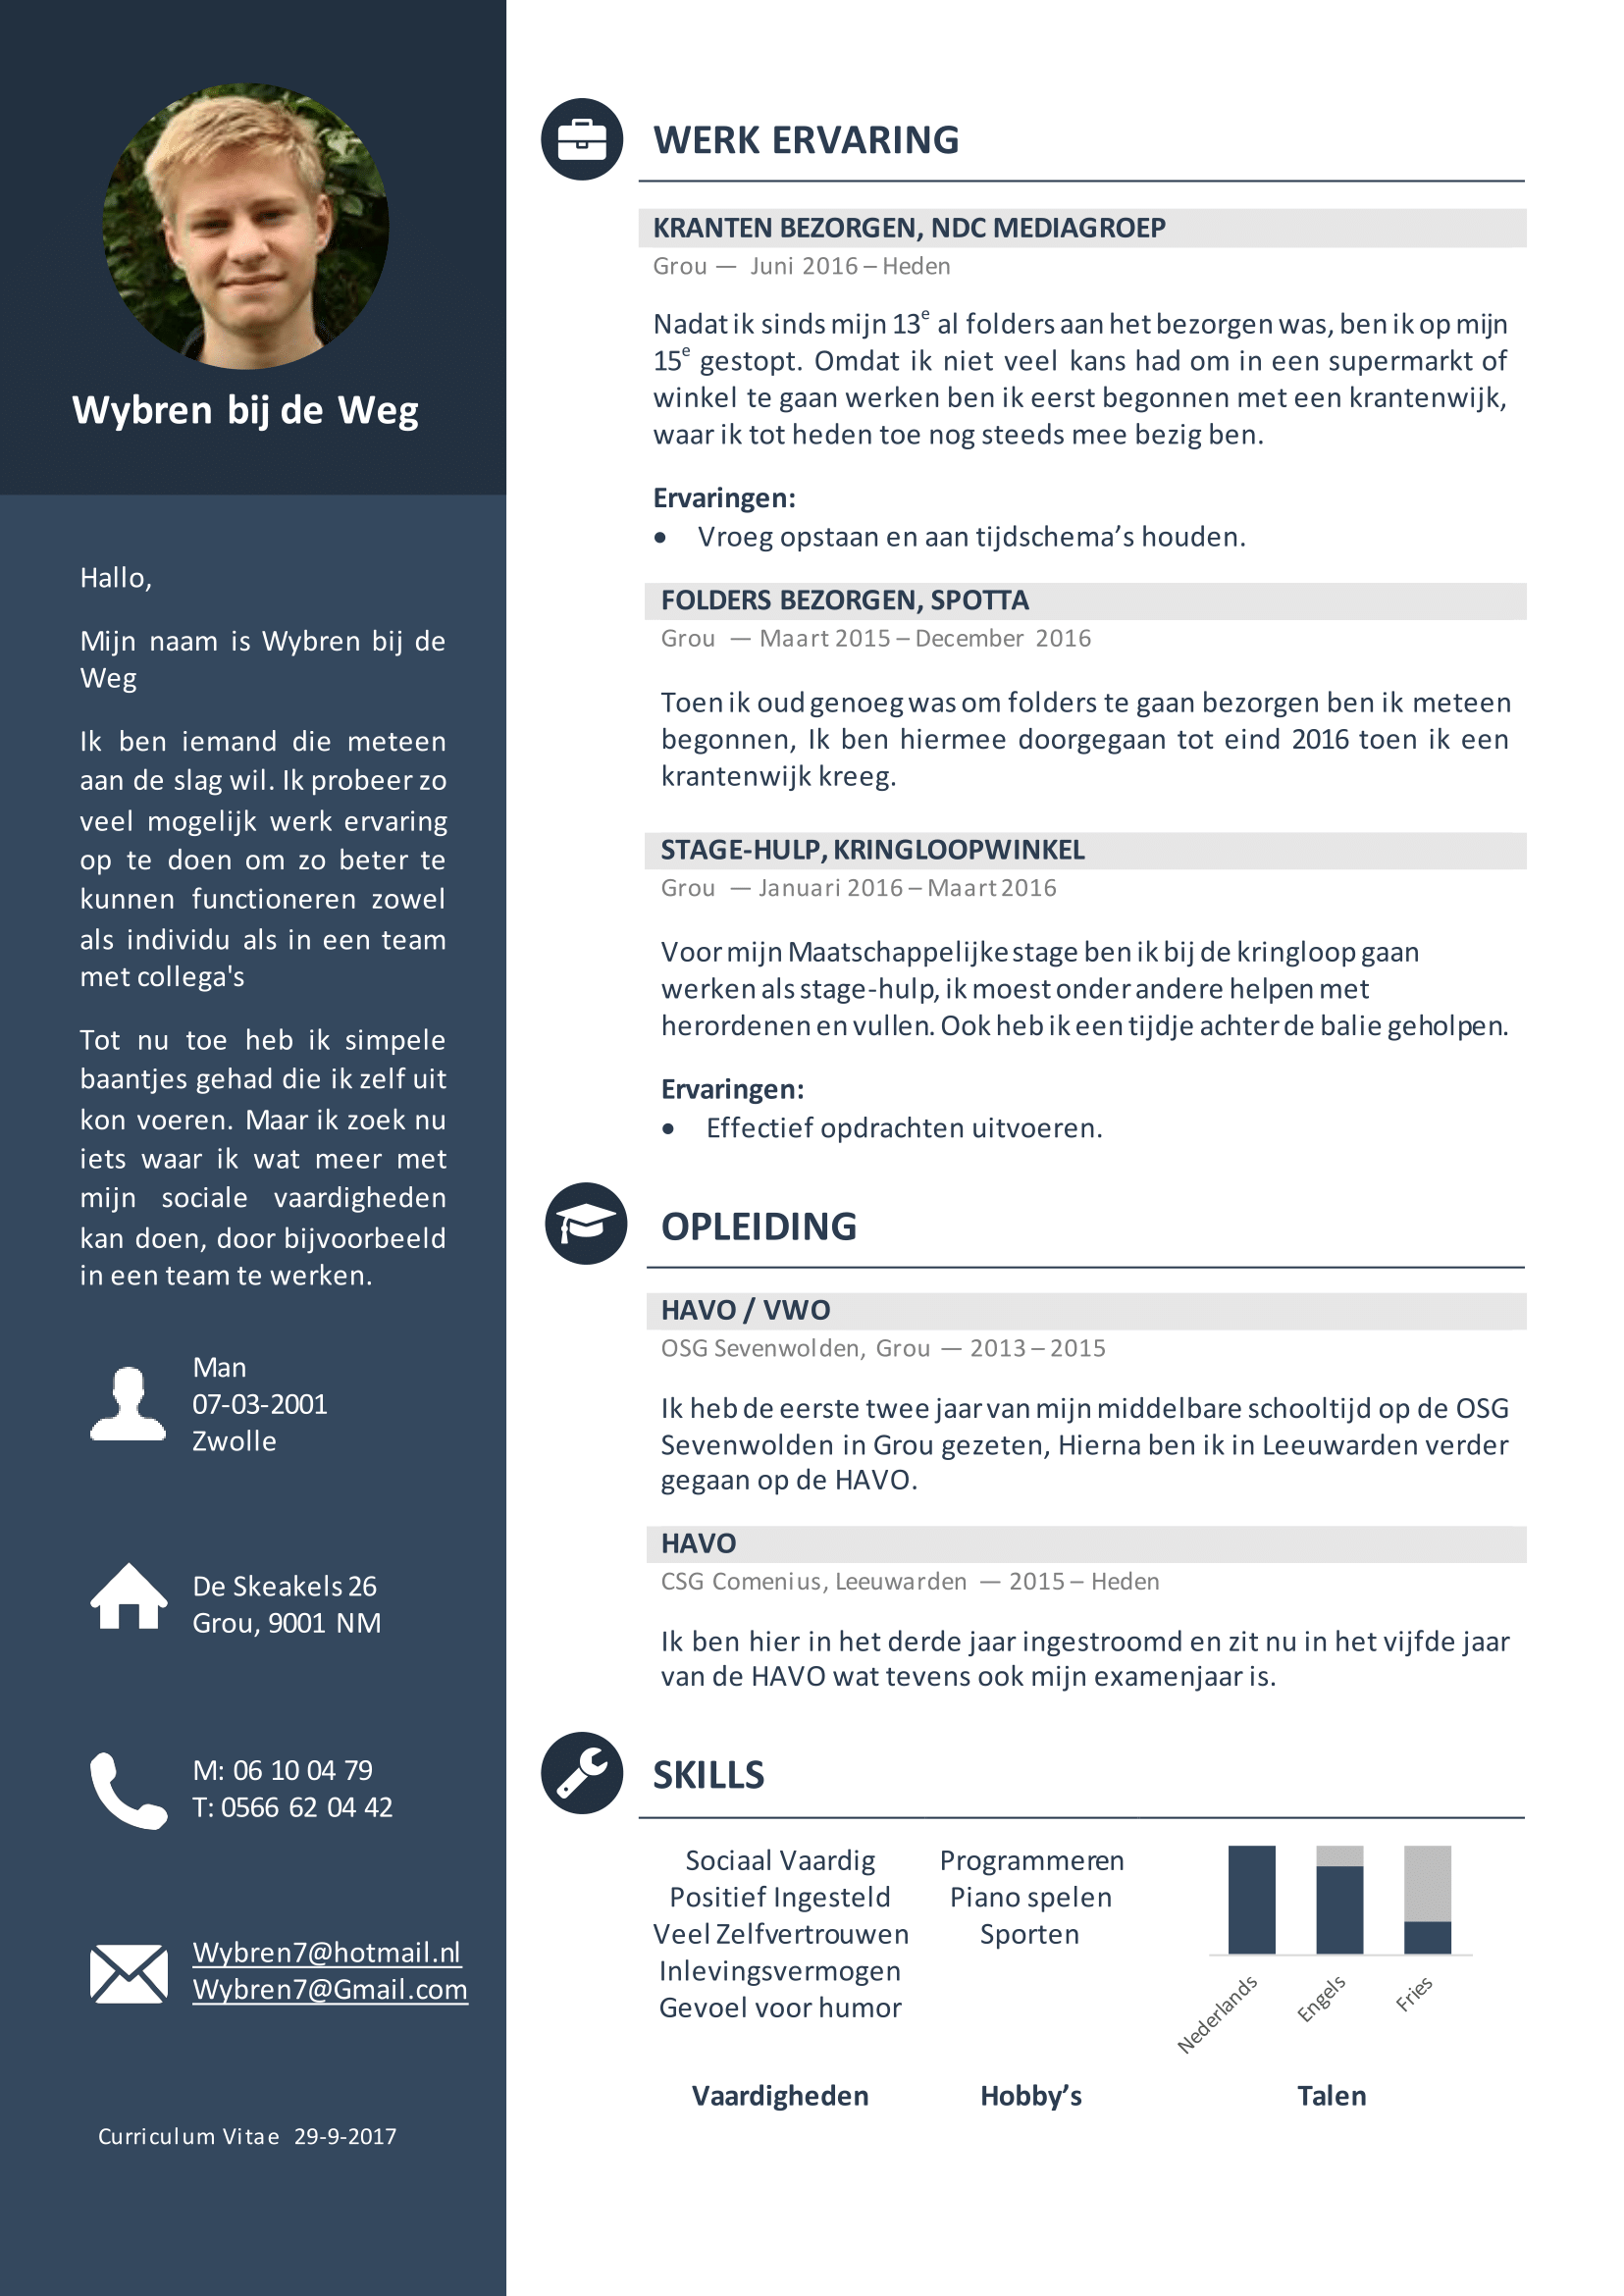 Wybren bij de Weg
Hallo,
Mijn naam is Wybren bij de
Weg
Ik ben iemand die meteen
aan de slag wil. Ik probeer zo
veel mogelijk werk ervaring
op te doen om zo beter te
kunnen functioneren zowel
als individu als in een team
met collega's
Tot nu toe heb ik simpele
baantjes gehad die ik zelf uit
kon voeren. Maar ik zoek nu
iets waar ik wat meer met
mijn sociale vaardigheden
kan doen, door bijvoorbeeld
in een team te werken.
Man
07-03-2001
Zwolle
De Skeakels 26
Grou, 9001 NM
M: 06 10 04 79
T: 0566 62 04 42
Wybren7@hotmail.nl
Wybren7@Gmail.com
Curriculum Vitae 29-9-2017
WERK ERVARING
KRANTEN BEZORGEN, NDC MEDIAGROEP
Grou — Juni 2016 – Heden
Nadat ik sinds mijn 13e al folders aan het bezorgen was, ben ik op mijn
15e gestopt. Omdat ik niet veel kans had om in een supermarkt of
winkel te gaan werken ben ik eerst begonnen met een krantenwijk,
waar ik tot heden toe nog steeds mee bezig ben.
Ervaringen:
• Vroeg opstaan en aan tijdschema’s houden.
FOLDERS BEZORGEN, SPOTTA
Grou — Maart 2015 – December 2016
Toen ik oud genoeg was om folders te gaan bezorgen ben ik meteen
begonnen, Ik ben hiermee doorgegaan tot eind 2016 toen ik een
krantenwijk kreeg.
STAGE-HULP, KRINGLOOPWINKEL
Grou — Januari 2016 – Maart 2016
Voor mijn Maatschappelijke stage ben ik bij de kringloop gaan
werken als stage-hulp, ik moest onder andere helpen met
herordenen en vullen. Ook heb ik een tijdje achter de balie geholpen.
Ervaringen:
• Effectief opdrachten uitvoeren.
OPLEIDING
HAVO / VWO
OSG Sevenwolden, Grou — 2013 – 2015
Ik heb de eerste twee jaar van mijn middelbare schooltijd op de OSG
Sevenwolden in Grou gezeten, Hierna ben ik in Leeuwarden verder
gegaan op de HAVO.
HAVO
CSG Comenius, Leeuwarden — 2015 – Heden
Ik ben hier in het derde jaar ingestroomd en zit nu in het vijfde jaar
van de HAVO wat tevens ook mijn examenjaar is.
SKILLS
Sociaal Vaardig
Positief Ingesteld
Veel Zelfvertrouwen
Inlevingsvermogen
Gevoel voor humor
Vaardigheden
Programmeren
Piano spelen
Sporten
Hobby’s
Nederlands
Engels
Fries
Talen